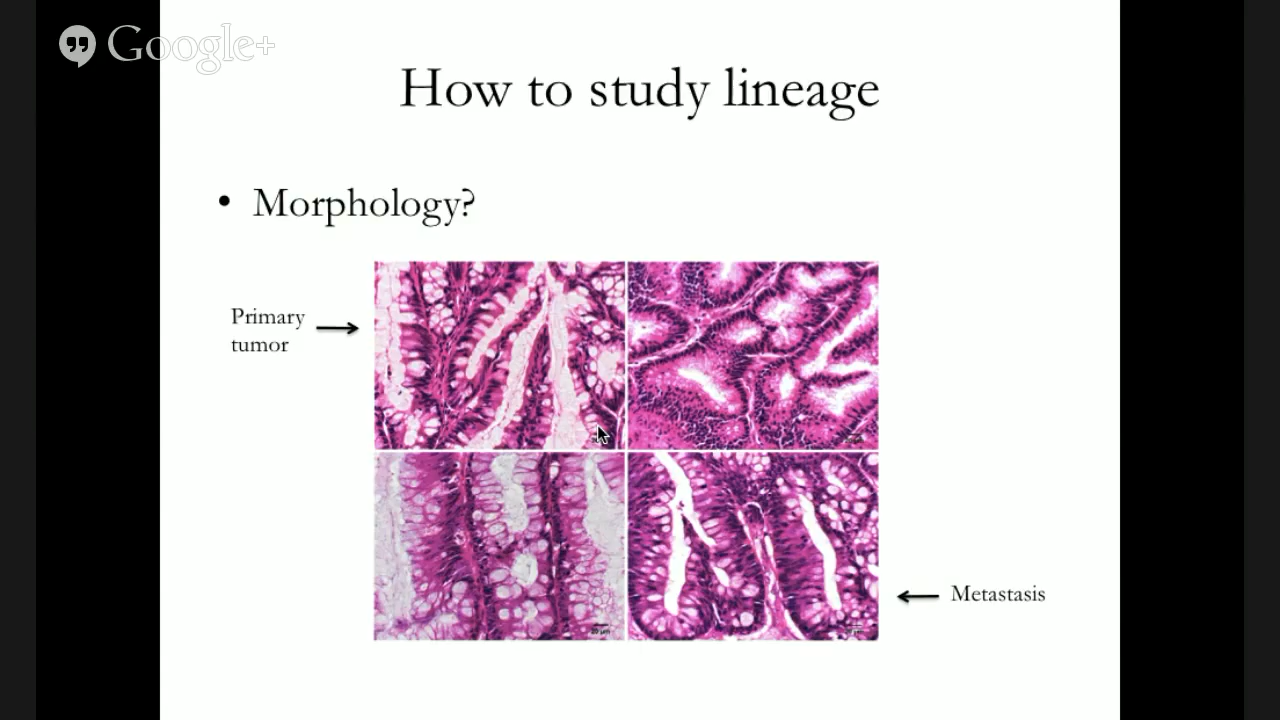 Google+
How to study lineage
• Morphology?
Primary
tumor
Metastasis